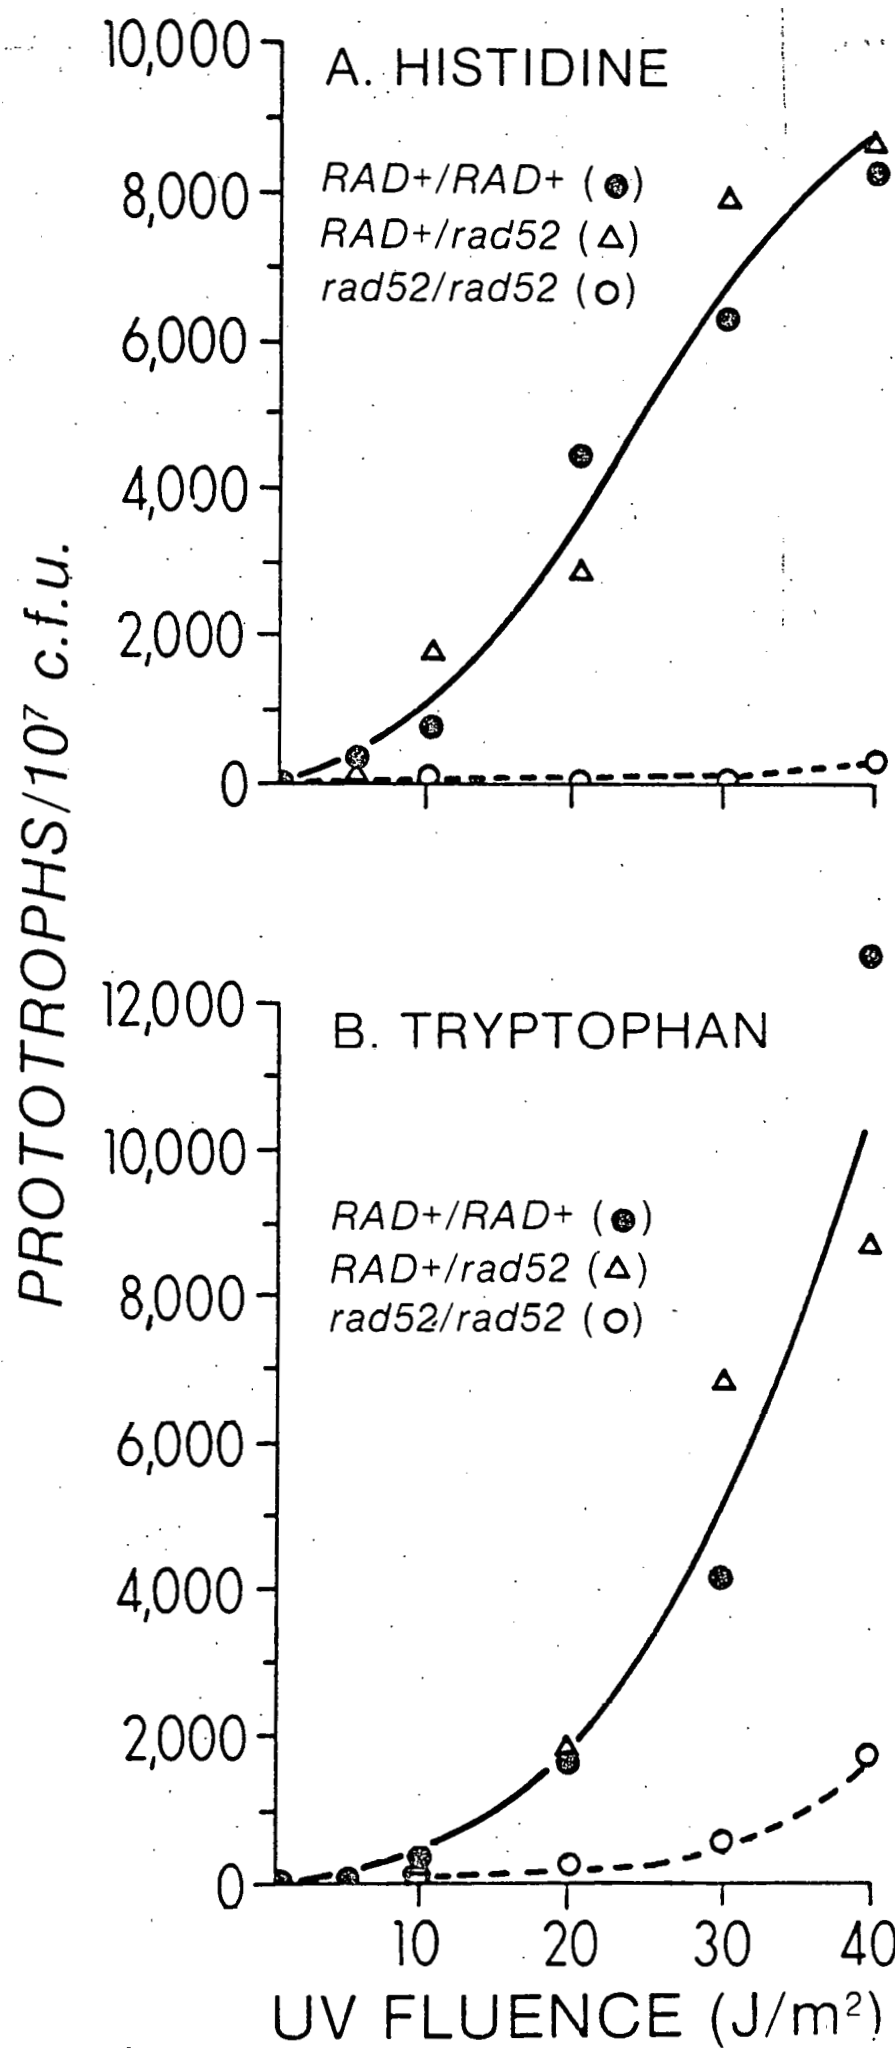 PROTOTROPHS/10⁷ c.f.u.
A. HISTIDINE
RAD+/RAD+ (●)
RAD+/rad52 (△)
rad52/rad52 (○)
10,000
8,000
6,000
4,000
2,000
0
B. TRYPTOPHAN
RAD+/RAD+ (●)
RAD+/rad52 (△)
rad52/rad52 (○)
12,000
10,000
8,000
6,000
4,000
2,000
0
10 20 30 40
UV FLUENCE (J/m²)